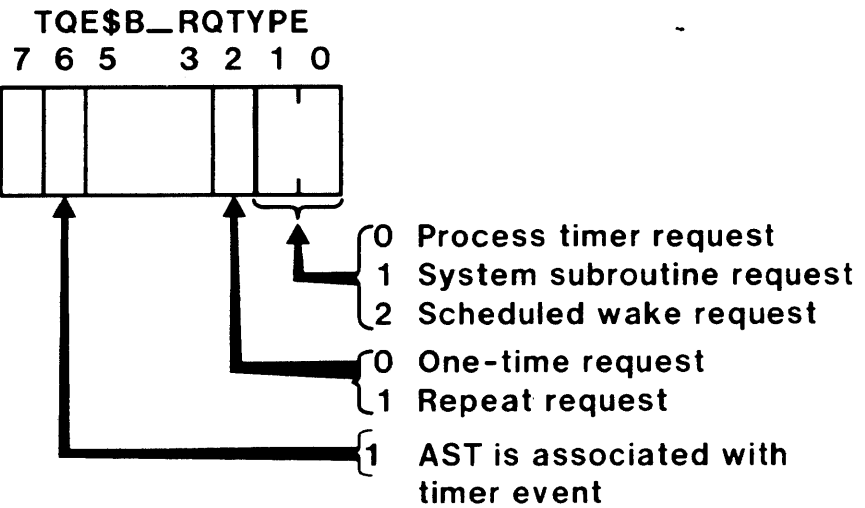 TQE$B_RQTYPE
7 6 5 3 2 1 0
0 Process timer request
1 System subroutine request
2 Scheduled wake request
0 One-time request
1 Repeat request
1 AST is associated with
timer event